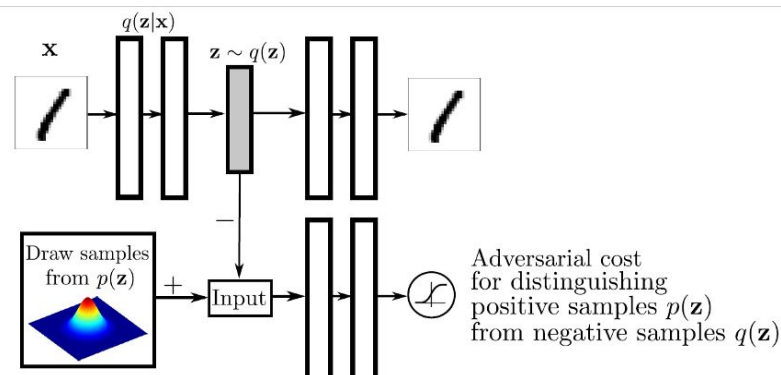 q(z|x)
x
z ∼ q(z)
−
Draw samples
from p(z)
+
Input
Adversarial cost
for distinguishing
positive samples p(z)
from negative samples q(z)